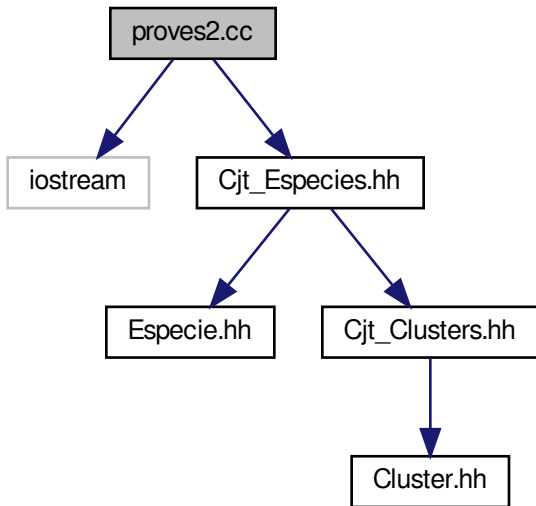 proves2.cc
iostream
Cjt_Especies.hh
Especie.hh
Cjt_Clusters.hh
Cluster.hh